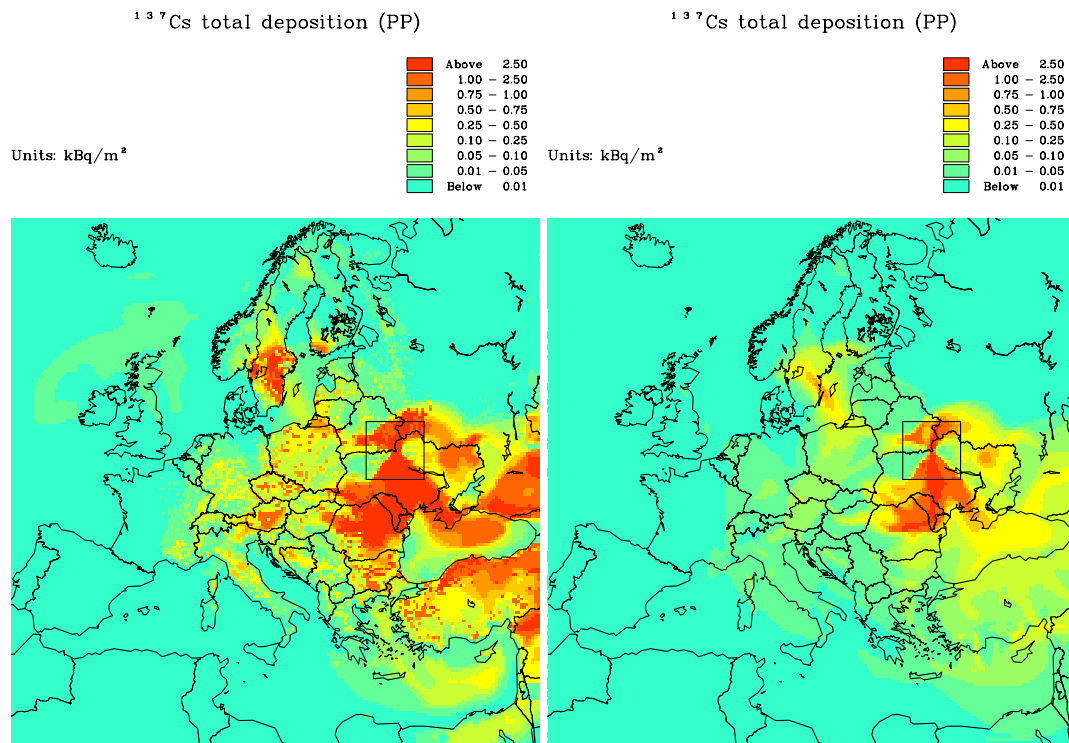 ¹³⁷Cs total deposition (PP)
Above 2.50
1.00 – 2.50
0.75 – 1.00
0.50 – 0.75
0.25 – 0.50
0.10 – 0.25
0.05 – 0.10
0.01 – 0.05
Below 0.01
Units: kBq/m²
¹³⁷Cs total deposition (PP)
Above 2.50
1.00 – 2.50
0.75 – 1.00
0.50 – 0.75
0.25 – 0.50
0.10 – 0.25
0.05 – 0.10
0.01 – 0.05
Below 0.01
Units: kBq/m²